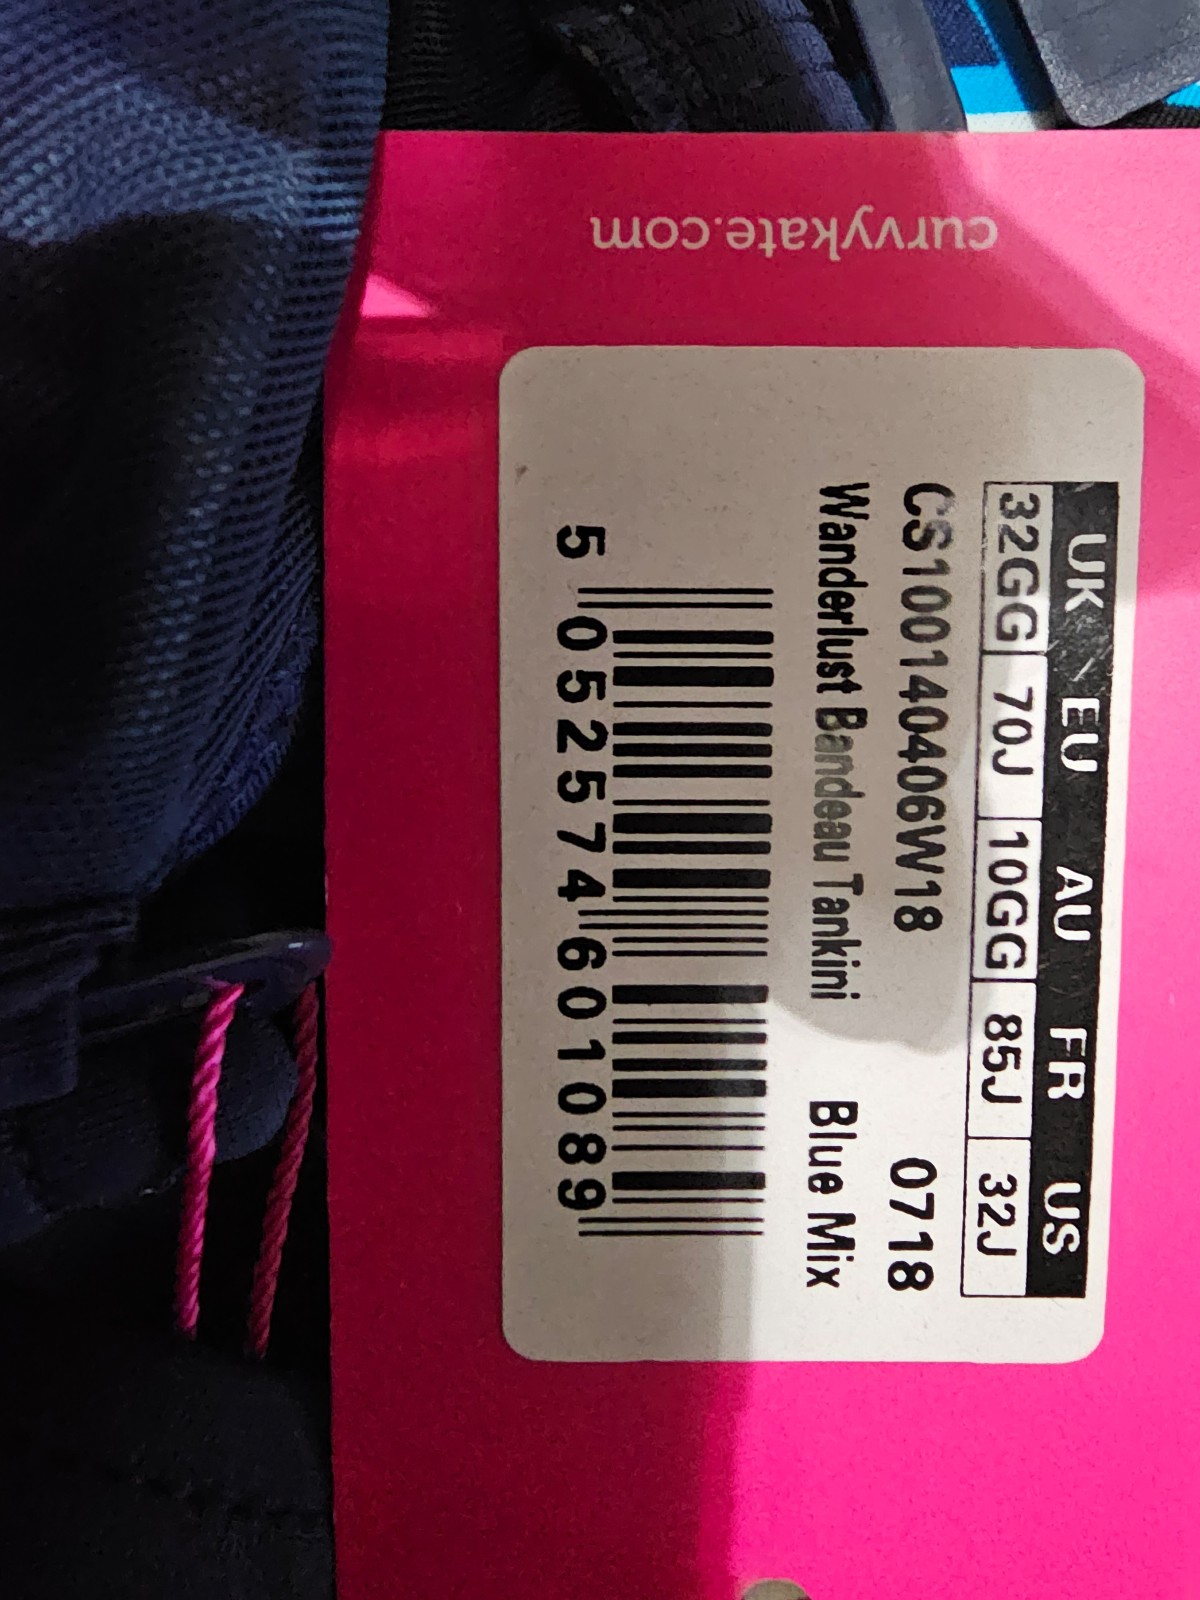 curvykate.com
UK EU AU FR US
32GG 70J 10GG 85J 32J
CS100140406W18 0718
Wanderlust Bandeau Tankini Blue Mix
5 052574 601089